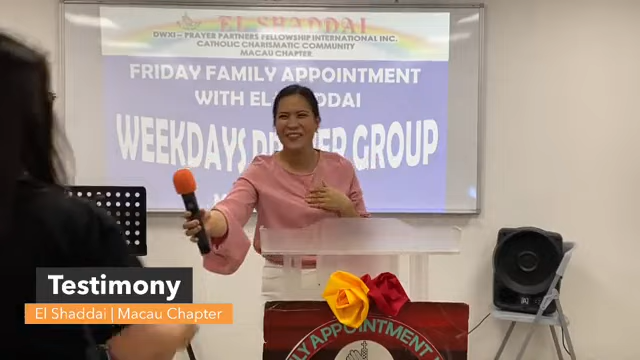 EL SHADDAI
DWXI - PRAYER PARTNERS FELLOWSHIP INTERNATIONAL INC.
CATHOLIC CHARISMATIC COMMUNITY
MACAU CHAPTER
FRIDAY FAMILY APPOINTMENT
WITH EL
WEEKDAYS GROUP
Testimony
El Shaddai | Macau Chapter
APPOINTMENT